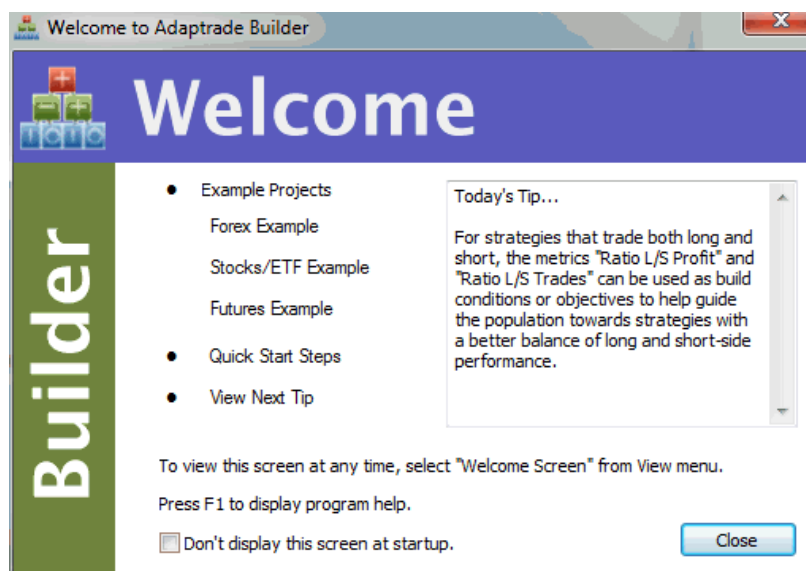 Welcome to Adaptrade Builder
Welcome
Builder
• Example Projects
Forex Example
Stocks/ETF Example
Futures Example
• Quick Start Steps
• View Next Tip
Today's Tip...
For strategies that trade both long and
short, the metrics "Ratio L/S Profit" and
"Ratio L/S Trades" can be used as build
conditions or objectives to help guide
the population towards strategies with
a better balance of long and short-side
performance.
To view this screen at any time, select "Welcome Screen" from View menu.
Press F1 to display program help.
Don't display this screen at startup.
Close